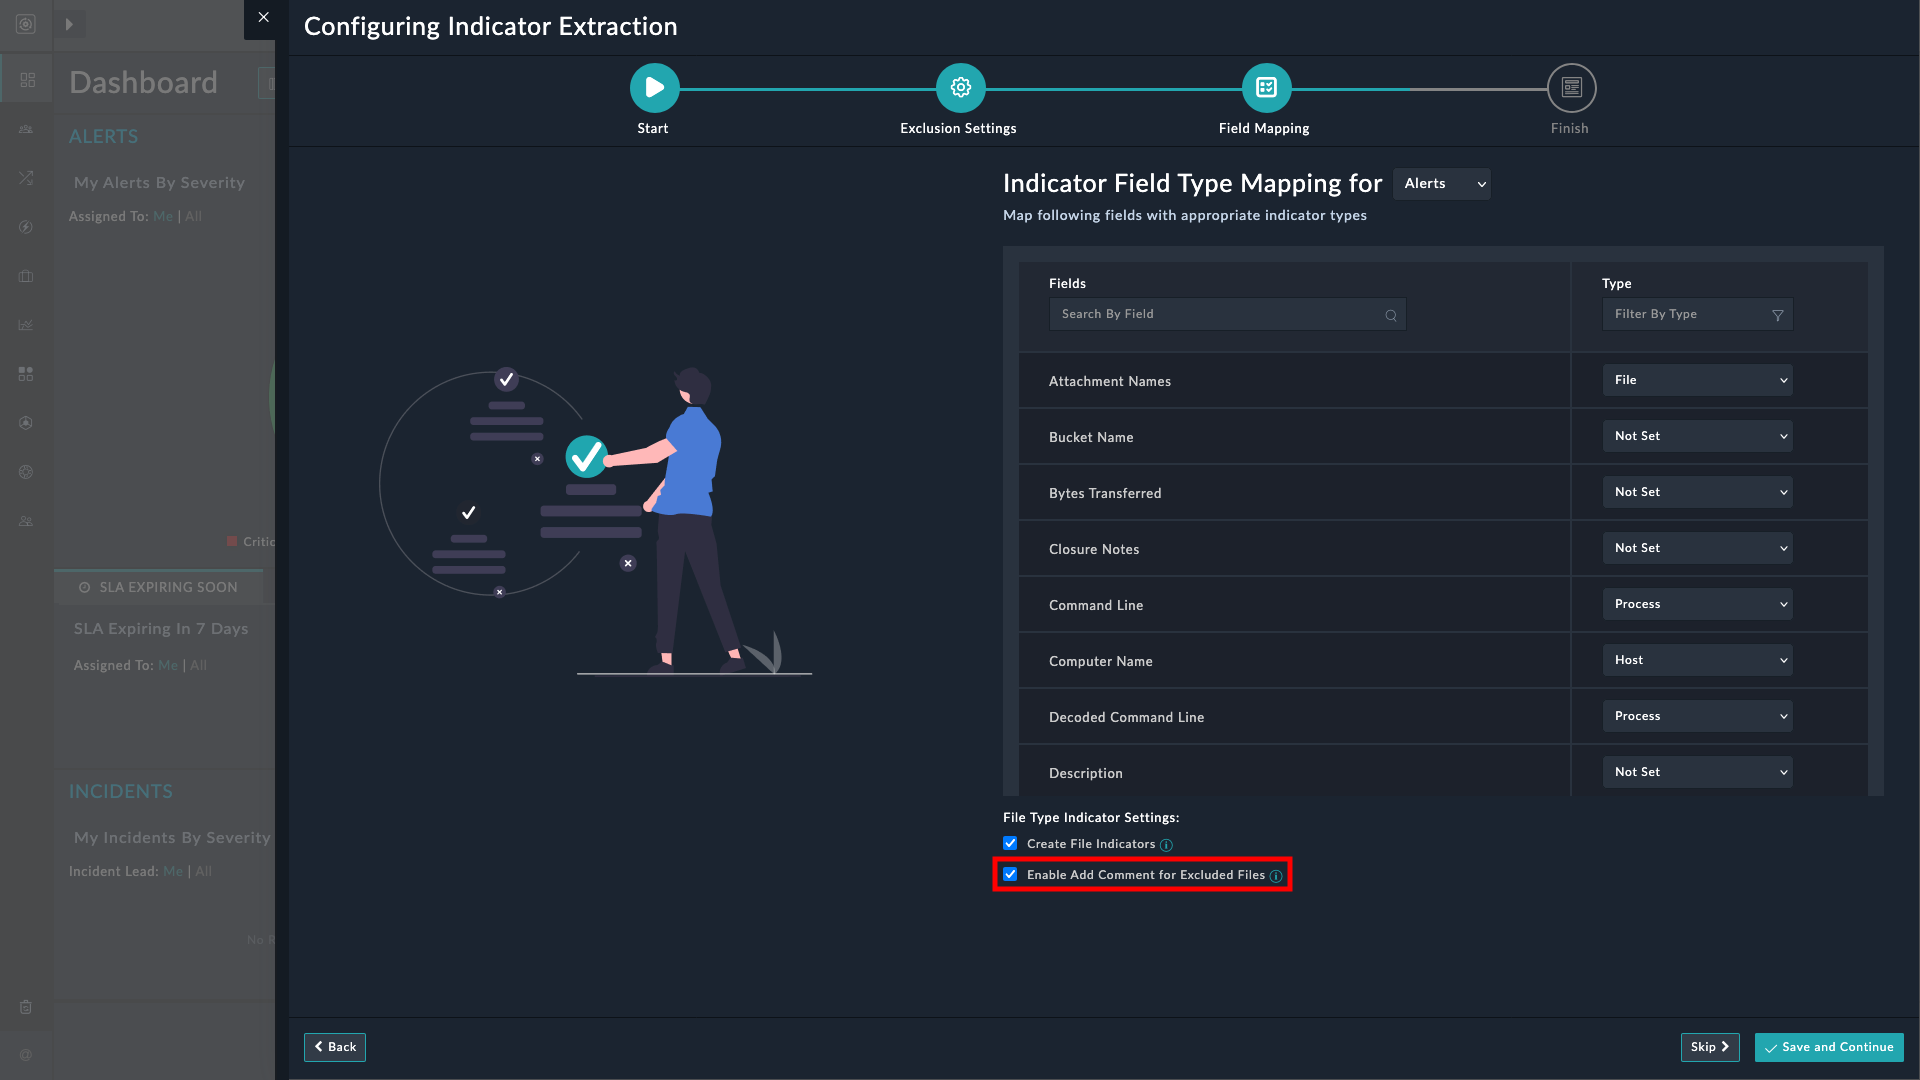 Configuring Indicator Extraction
Start
Exclusion Settings
Field Mapping
Finish
Dashboard
ALERTS
My Alerts By Severity
Assigned To: Me | All
Critic
SLA EXPIRING SOON
SLA Expiring In 7 Days
Assigned To: Me | All
INCIDENTS
My Incidents By Severity
Incident Lead: Me | All
No R
Indicator Field Type Mapping for Alerts
Map following fields with appropriate indicator types
Fields Type
Search By Field Filter By Type
Attachment Names File
Bucket Name Not Set
Bytes Transferred Not Set
Closure Notes Not Set
Command Line Process
Computer Name Host
Decoded Command Line Process
Description Not Set
File Type Indicator Settings:
Create File Indicators
Enable Add Comment for Excluded Files
Back
Skip
Save and Continue